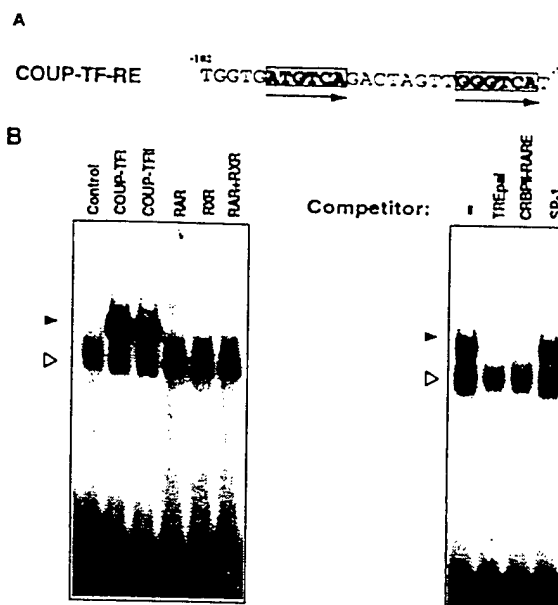 A
-182
COUP-TF-RE TGGTGATGTCAGACTAGTTGGGTCAT
B
Control
COUP-TFI
COUP-TFII
RAR
RXR
RAR+RXR
Competitor:
-
TREpal
CRBPII-RARE
SP-1